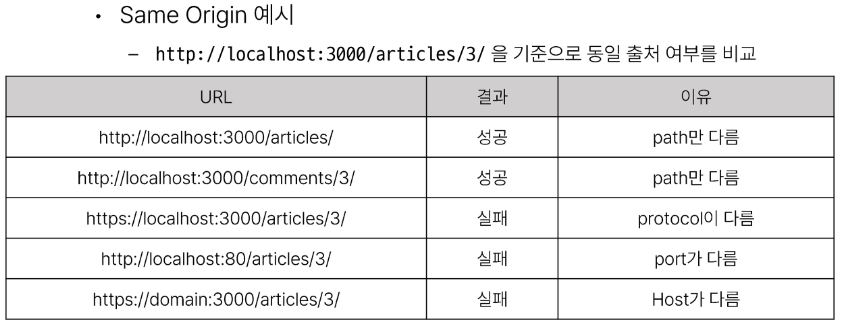 • Same Origin 예시
– http://localhost:3000/articles/3/ 을 기준으로 동일 출처 여부를 비교
URL 결과 이유
http://localhost:3000/articles/ 성공 path만 다름
http://localhost:3000/comments/3/ 성공 path만 다름
https://localhost:3000/articles/3/ 실패 protocol이 다름
http://localhost:80/articles/3/ 실패 port가 다름
https://domain:3000/articles/3/ 실패 Host가 다름